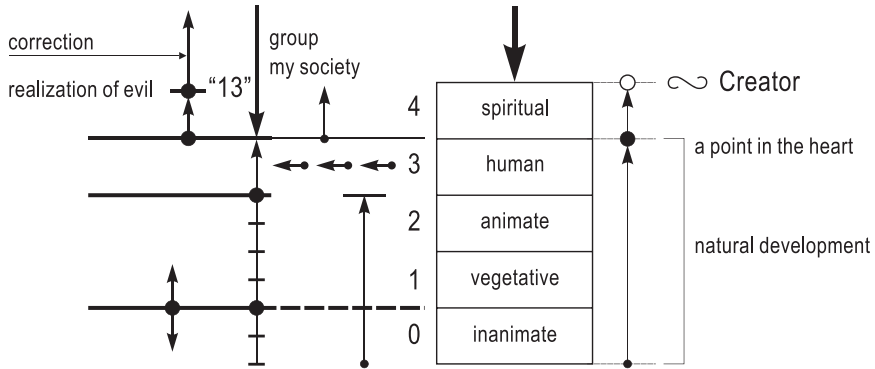 correction
realization of evil
“13”
group
my society
4
3
2
1
0
spiritual
human
animate
vegetative
inanimate
Creator
a point in the heart
natural development